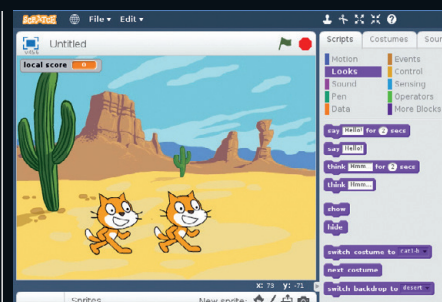 SCRATCH File Edit
Untitled
local score 0
X: 73 Y: -71
Sprites New sprite:
Scripts Costumes Sour
Motion Events
Looks Control
Sound Sensing
Pen Operators
Data More Blocks
say Hello! for 2 secs
say Hello!
think Hmm... for 2 secs
think Hmm...
show
hide
switch costume to
next costume
switch backdrop to desert